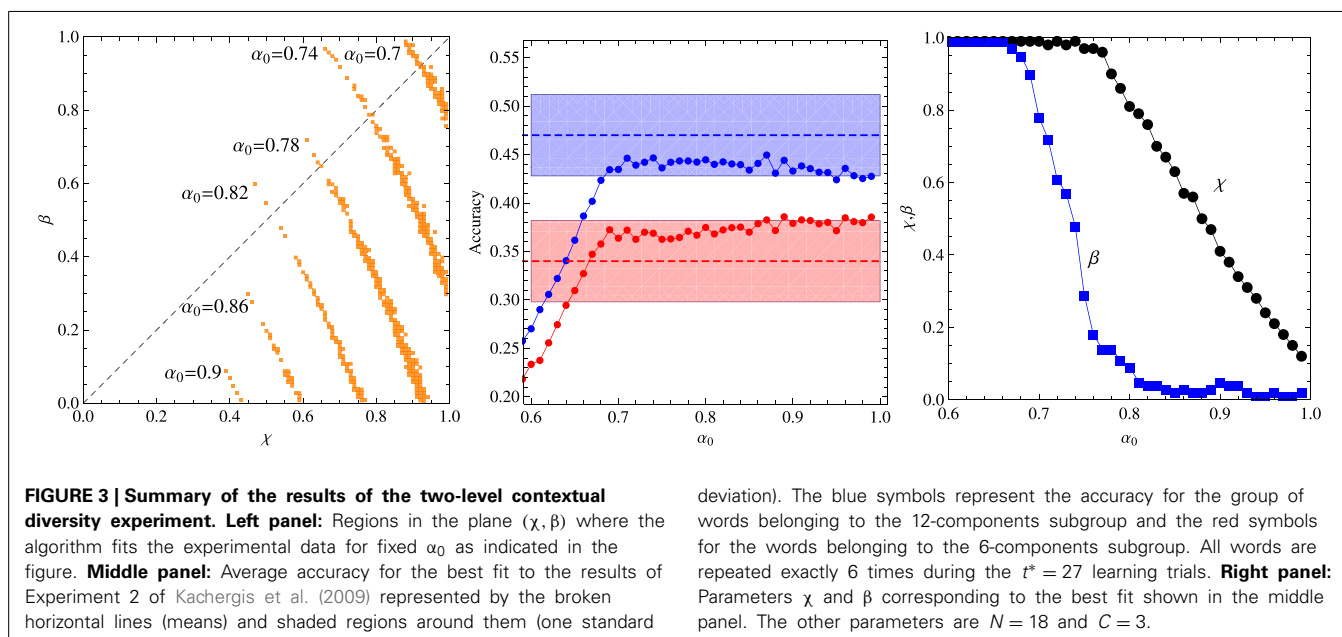 1.0
0.8
0.6
0.4
0.2
0.0
β
α₀=0.74
α₀=0.7
α₀=0.78
α₀=0.82
α₀=0.86
α₀=0.9
0.0 0.2 0.4 0.6 0.8 1.0
χ
0.55
0.50
0.45
0.40
0.35
0.30
0.25
0.20
Accuracy
0.6 0.7 0.8 0.9 1.0
α₀
1.0
0.8
0.6
0.4
0.2
0.0
χ,β
χ
β
0.6 0.7 0.8 0.9 1.0
α₀
FIGURE 3 | Summary of the results of the two-level contextual
diversity experiment. Left panel: Regions in the plane (χ, β) where the
algorithm fits the experimental data for fixed α₀ as indicated in the
figure. Middle panel: Average accuracy for the best fit to the results of
Experiment 2 of Kachergis et al. (2009) represented by the broken
horizontal lines (means) and shaded regions around them (one standard
deviation). The blue symbols represent the accuracy for the group of
words belonging to the 12-components subgroup and the red symbols
for the words belonging to the 6-components subgroup. All words are
repeated exactly 6 times during the t* = 27 learning trials. Right panel:
Parameters χ and β corresponding to the best fit shown in the middle
panel. The other parameters are N = 18 and C = 3.